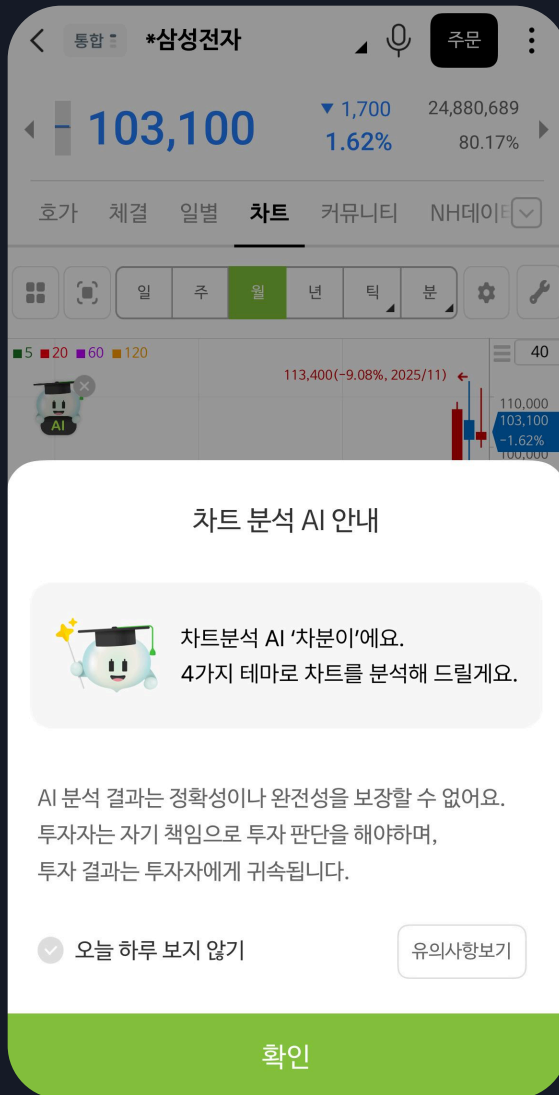 통합
*삼성전자
주문
103,100
▼ 1,700
24,880,689
1.62%
80.17%
호가 체결 일별 차트 커뮤니티 NH데이터
일 주 월 년 틱 분
5 20 60 120
40
113,400(-9.08%, 2025/11)
110,000
103,100
-1.62%
100,000
AI
차트 분석 AI 안내
차트분석 AI ‘차분이’에요.
4가지 테마로 차트를 분석해 드릴게요.
AI 분석 결과는 정확성이나 완전성을 보장할 수 없어요.
투자자는 자기 책임으로 투자 판단을 해야하며,
투자 결과는 투자자에게 귀속됩니다.
오늘 하루 보지 않기
유의사항보기
확인